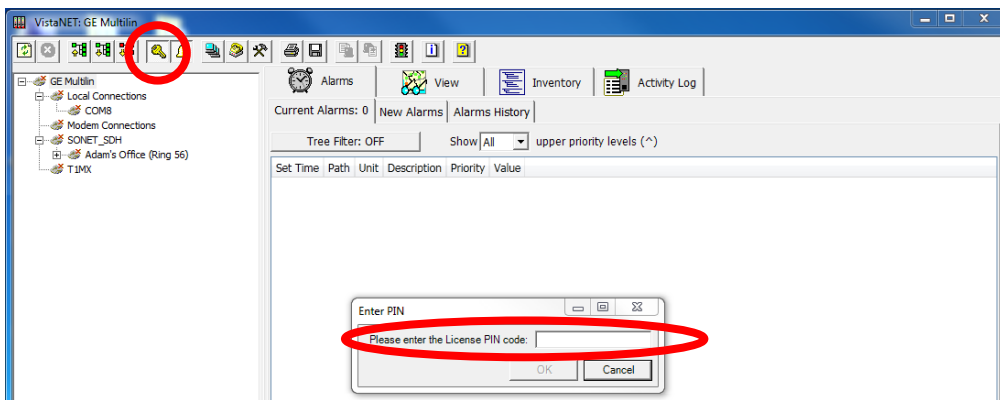 VistaNET: GE Multilin
Alarms View Inventory Activity Log
GE Multilin
Local Connections
COM8
Modem Connections
SONET_SDH
Adam's Office (Ring 56)
T1MX
Current Alarms: 0 New Alarms Alarms History
Tree Filter: OFF Show All upper priority levels (^)
Set Time Path Unit Description Priority Value
Enter PIN
Please enter the License PIN code:
OK Cancel